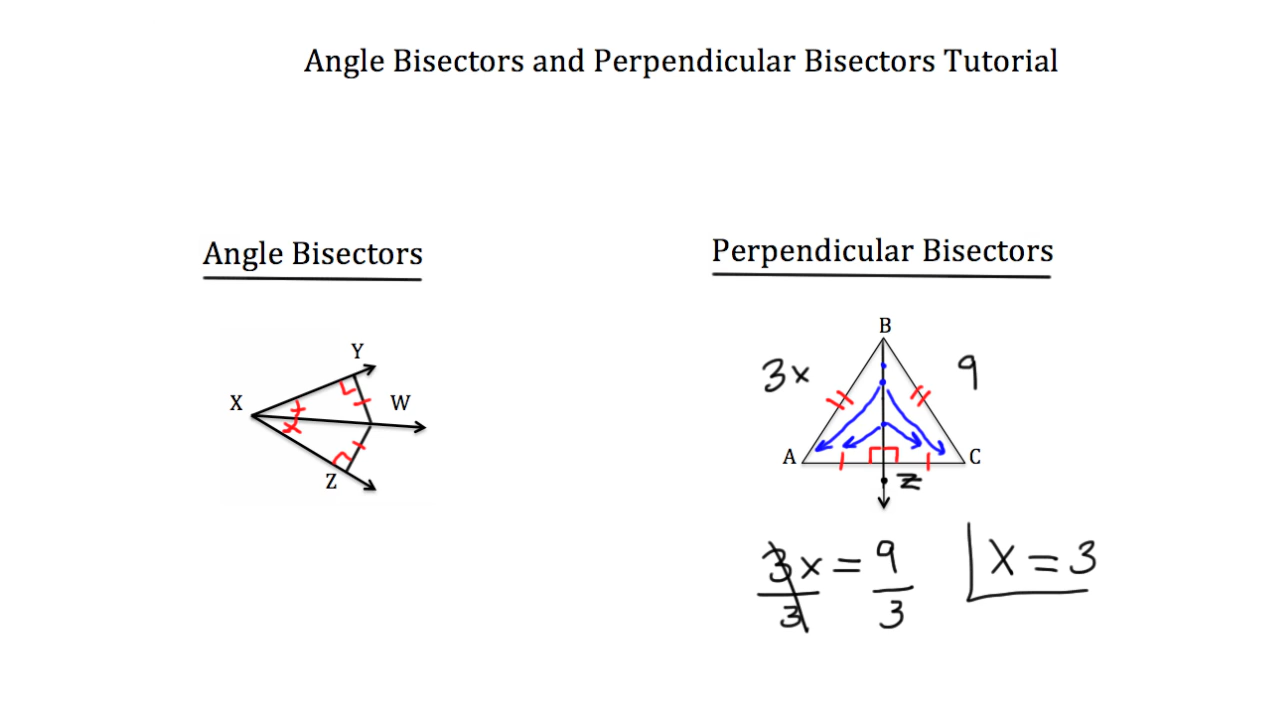 Angle Bisectors and Perpendicular Bisectors Tutorial
Angle Bisectors
Y
X
W
Z
Perpendicular Bisectors
B
3x
9
A
C
Z
3x = 9
3 3
x = 3